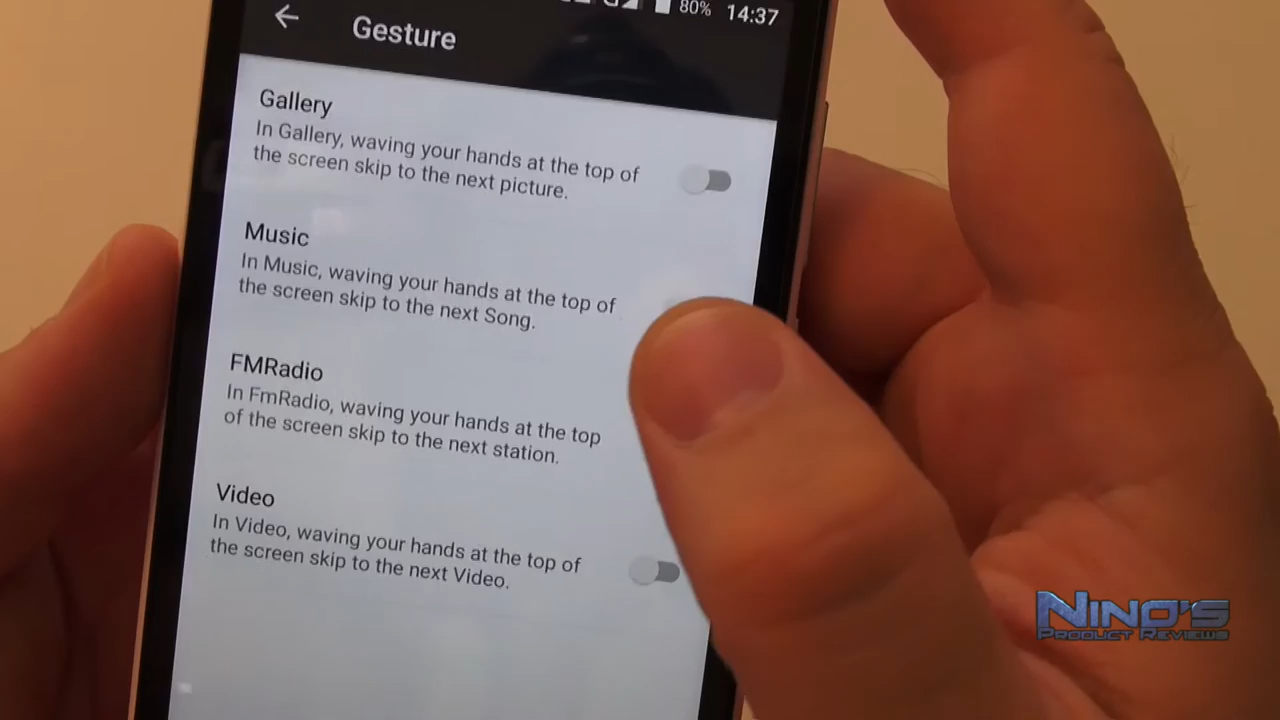 80% 14:37
Gesture
Gallery
In Gallery, waving your hands at the top of
the screen skip to the next picture.
Music
In Music, waving your hands at the top of
the screen skip to the next Song.
FMRadio
In FmRadio, waving your hands at the top
of the screen skip to the next station.
Video
In Video, waving your hands at the top of
the screen skip to the next Video.
NINO'S
PRODUCT REVIEWS